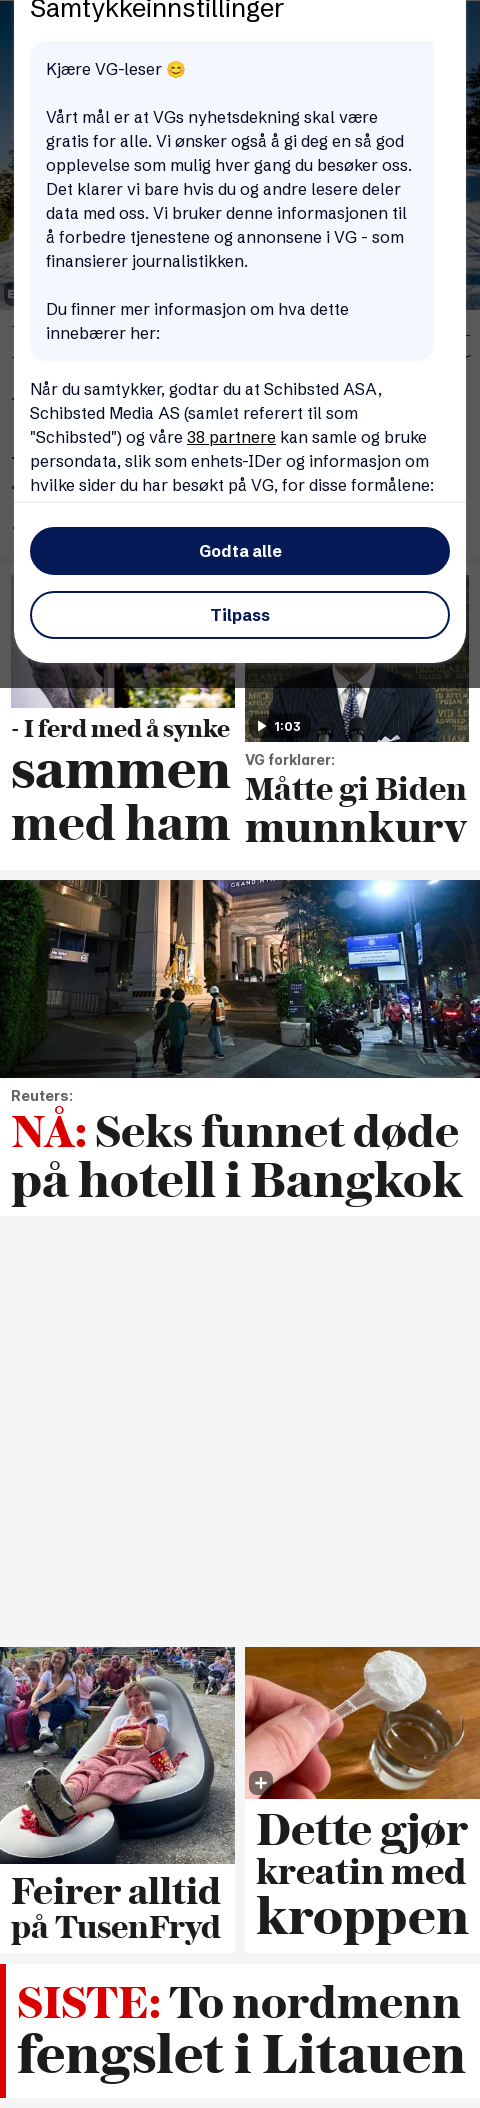 Samtykkeinnstillinger
Kjære VG-leser 😊
Vårt mål er at VGs nyhetsdekning skal være
gratis for alle. Vi ønsker også å gi deg en så god
opplevelse som mulig hver gang du besøker oss.
Det klarer vi bare hvis du og andre lesere deler
data med oss. Vi bruker denne informasjonen til
å forbedre tjenestene og annonsene i VG - som
finansierer journalistikken.
Du finner mer informasjon om hva dette
innebærer her:
Når du samtykker, godtar du at Schibsted ASA,
Schibsted Media AS (samlet referert til som
"Schibsted") og våre 38 partnere kan samle og bruke
persondata, slik som enhets-IDer og informasjon om
hvilke sider du har besøkt på VG, for disse formålene:
Godta alle
Tilpass
1:03
- I ferd med å synke
sammen
med ham
VG forklarer:
Måtte gi Biden
munnkurv
Reuters:
NÅ: Seks funnet døde
på hotell i Bangkok
Feirer alltid
på TusenFryd
Dette gjør
kreatin med
kroppen
SISTE: To nordmenn
fengslet i Litauen